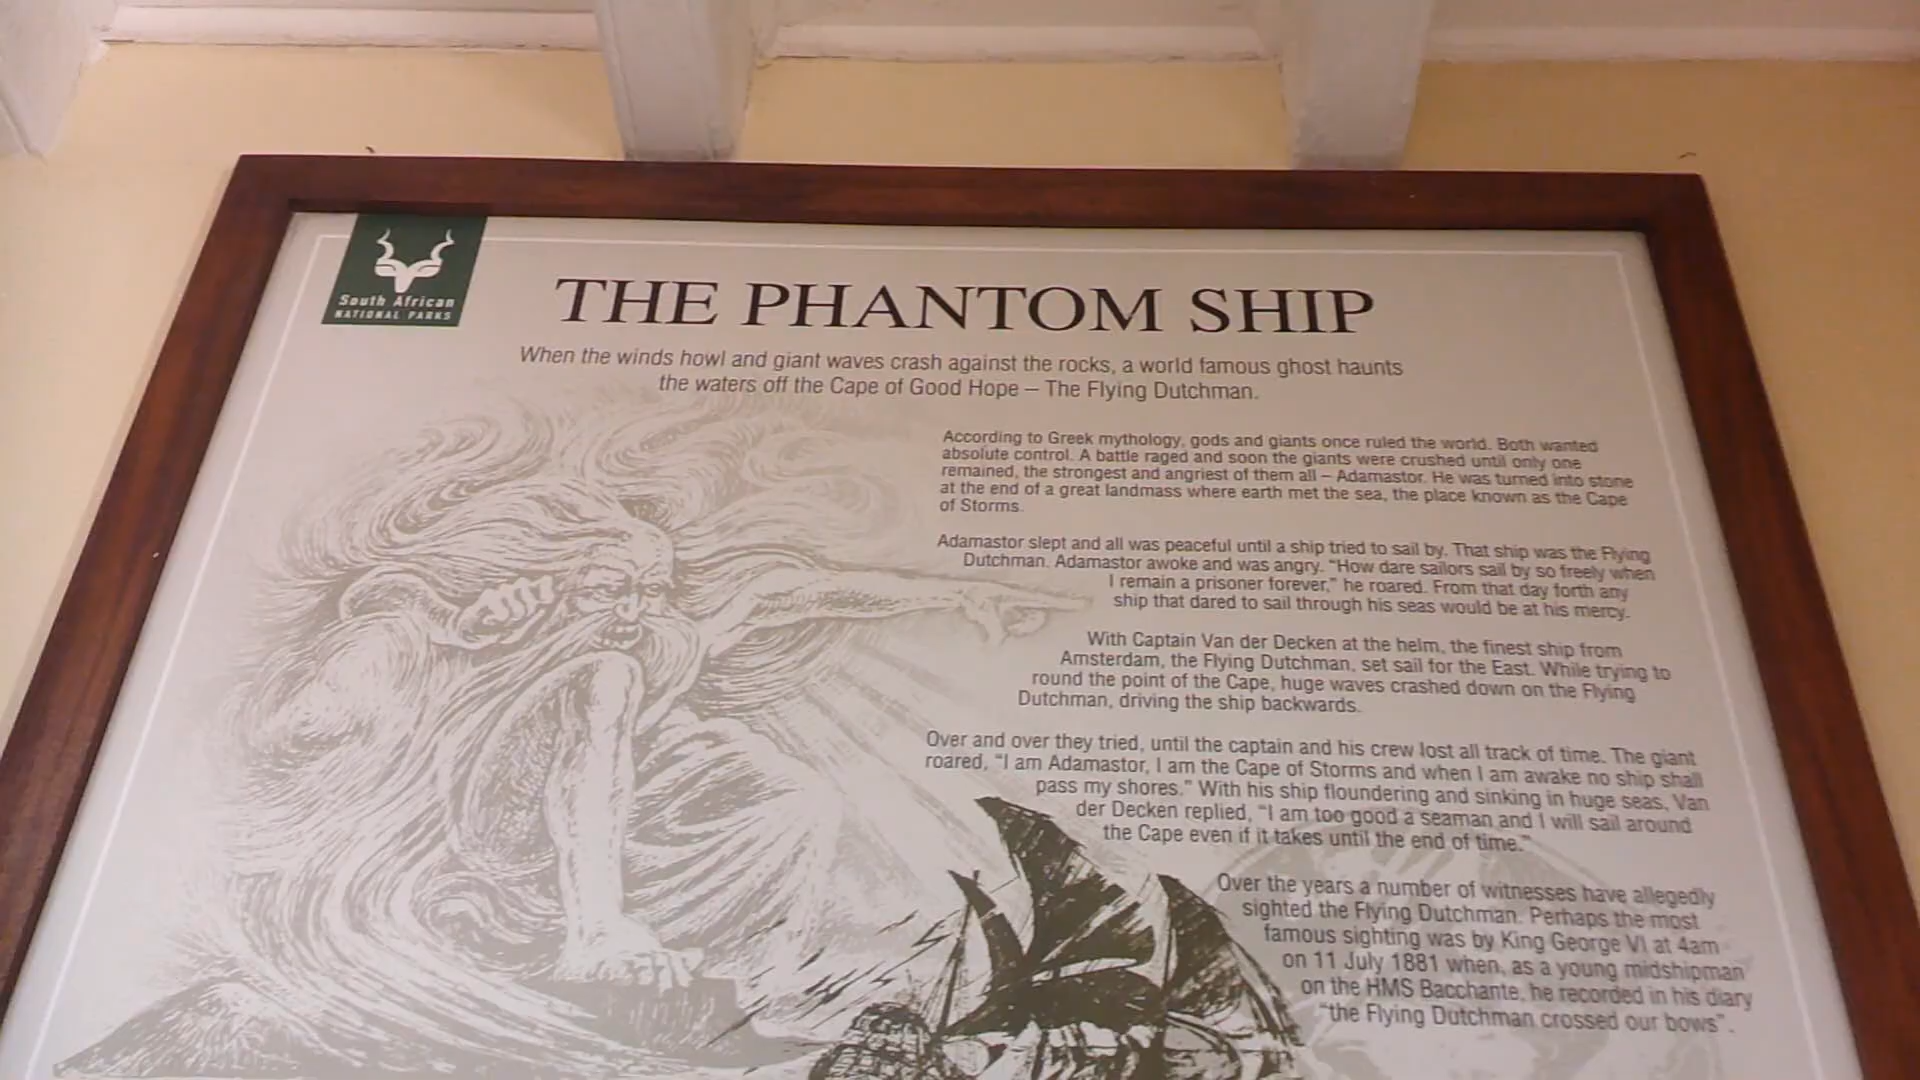 South African
NATIONAL PARKS
THE PHANTOM SHIP
When the winds howl and giant waves crash against the rocks, a world famous ghost haunts
the waters off the Cape of Good Hope – The Flying Dutchman.
According to Greek mythology, gods and giants once ruled the world. Both wanted
absolute control. A battle raged and soon the giants were crushed until only one
remained, the strongest and angriest of them all – Adamastor. He was turned into stone
at the end of a great landmass where earth met the sea, the place known as the Cape
of Storms.
Adamastor slept and all was peaceful until a ship tried to sail by. That ship was the Flying
Dutchman. Adamastor awoke and was angry. "How dare sailors sail by so freely when
I remain a prisoner forever," he roared. From that day forth any
ship that dared to sail through his seas would be at his mercy.
With Captain Van der Decken at the helm, the finest ship from
Amsterdam, the Flying Dutchman, set sail for the East. While trying to
round the point of the Cape, huge waves crashed down on the Flying
Dutchman, driving the ship backwards.
Over and over they tried, until the captain and his crew lost all track of time. The giant
roared, "I am Adamastor, I am the Cape of Storms and when I am awake no ship shall
pass my shores." With his ship floundering and sinking in huge seas, Van
der Decken replied, "I am too good a seaman and I will sail around
the Cape even if it takes until the end of time."
Over the years a number of witnesses have allegedly
sighted the Flying Dutchman. Perhaps the most
famous sighting was by King George VI at 4am
on 11 July 1881 when, as a young midshipman
on the HMS Bacchante, he recorded in his diary
"the Flying Dutchman crossed our bows".